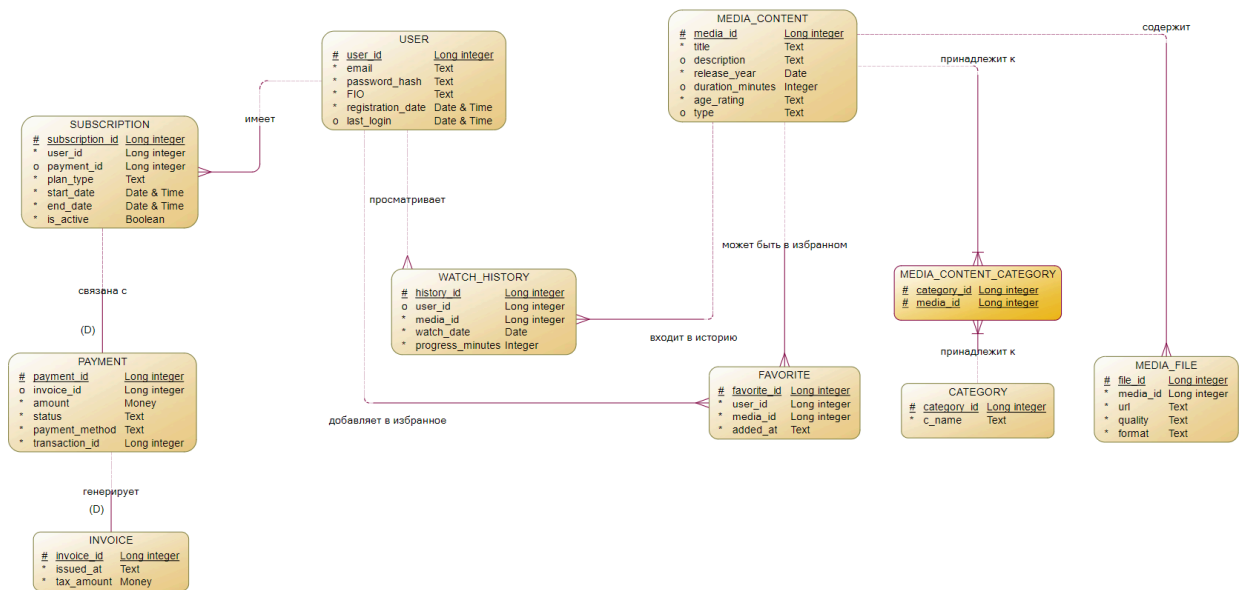 USER
# user_id Long integer
* email Text
* password_hash Text
* FIO Text
* registration_date Date & Time
o last_login Date & Time
MEDIA_CONTENT
# media_id Long integer
* title Text
o description Text
* release_year Date
o duration_minutes Integer
* age_rating Text
o type Text
содержит
принадлежит к
имеет
SUBSCRIPTION
# subscription_id Long integer
* user_id Long integer
o payment_id Long integer
* plan_type Text
* start_date Date & Time
* end_date Date & Time
* is_active Boolean
просматривает
может быть в избранном
WATCH_HISTORY
# history_id Long integer
o user_id Long integer
* media_id Long integer
* watch_date Date
* progress_minutes Integer
MEDIA_CONTENT_CATEGORY
# category_id Long integer
# media_id Long integer
связана с
(D)
входит в историю
принадлежит к
PAYMENT
# payment_id Long integer
o invoice_id Long integer
* amount Money
* status Text
* payment_method Text
* transaction_id Long integer
FAVORITE
# favorite_id Long integer
* user_id Long integer
* media_id Long integer
* added_at Text
CATEGORY
# category_id Long integer
* c_name Text
MEDIA_FILE
# file_id Long integer
* media_id Long integer
* url Text
* quality Text
* format Text
добавляет в избранное
генерирует
(D)
INVOICE
# invoice_id Long integer
* issued_at Text
* tax_amount Money